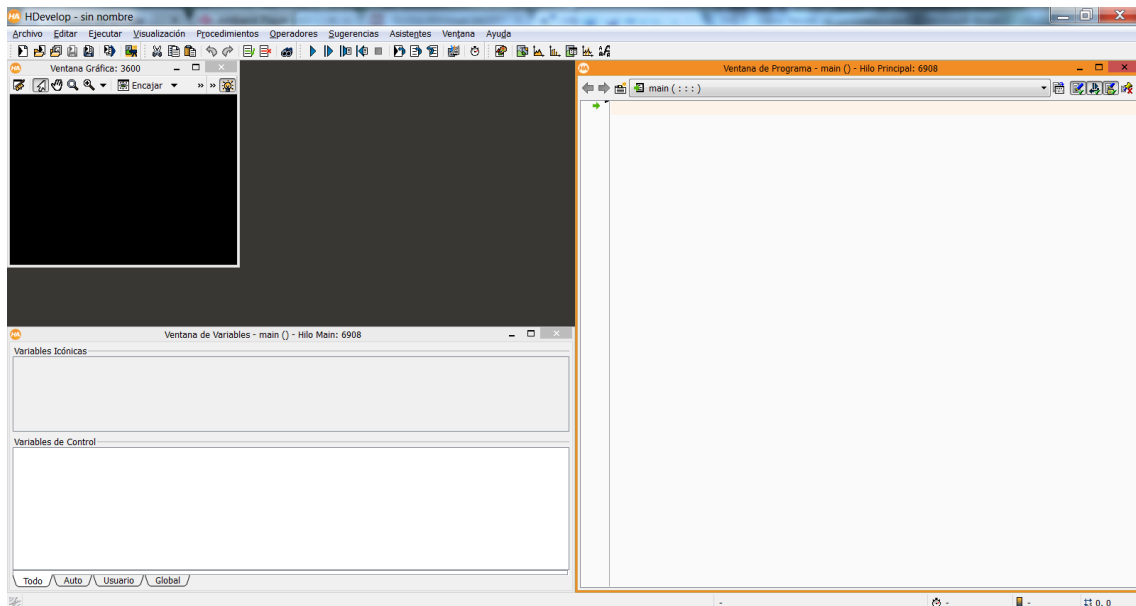 HDevelop - sin nombre
Archivo Editar Ejecutar Visualización Procedimientos Operadores Sugerencias Asistentes Ventana Ayuda
Ventana Gráfica: 3600
Encajar
Ventana de Programa - main () - Hilo Principal: 6908
main ( : : : )
Ventana de Variables - main () - Hilo Main: 6908
Variables Icónicas
Variables de Control
Todo Auto Usuario Global
- - - 0, 0